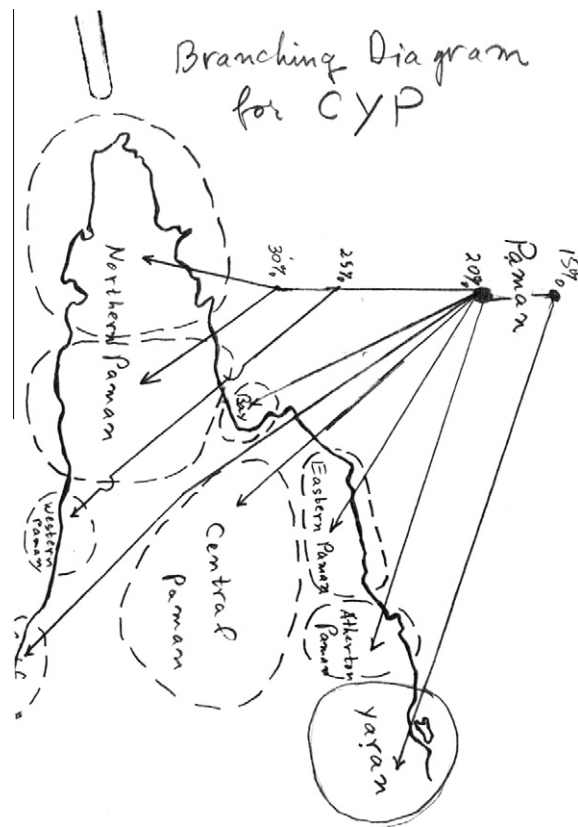 Branching Diagram
for CYP
15%
Paman
20%
25%
30%
Northern Paman
Bay
Western
Paman
Central
Paman
Eastern Paman
Atherton
Paman
Yaran